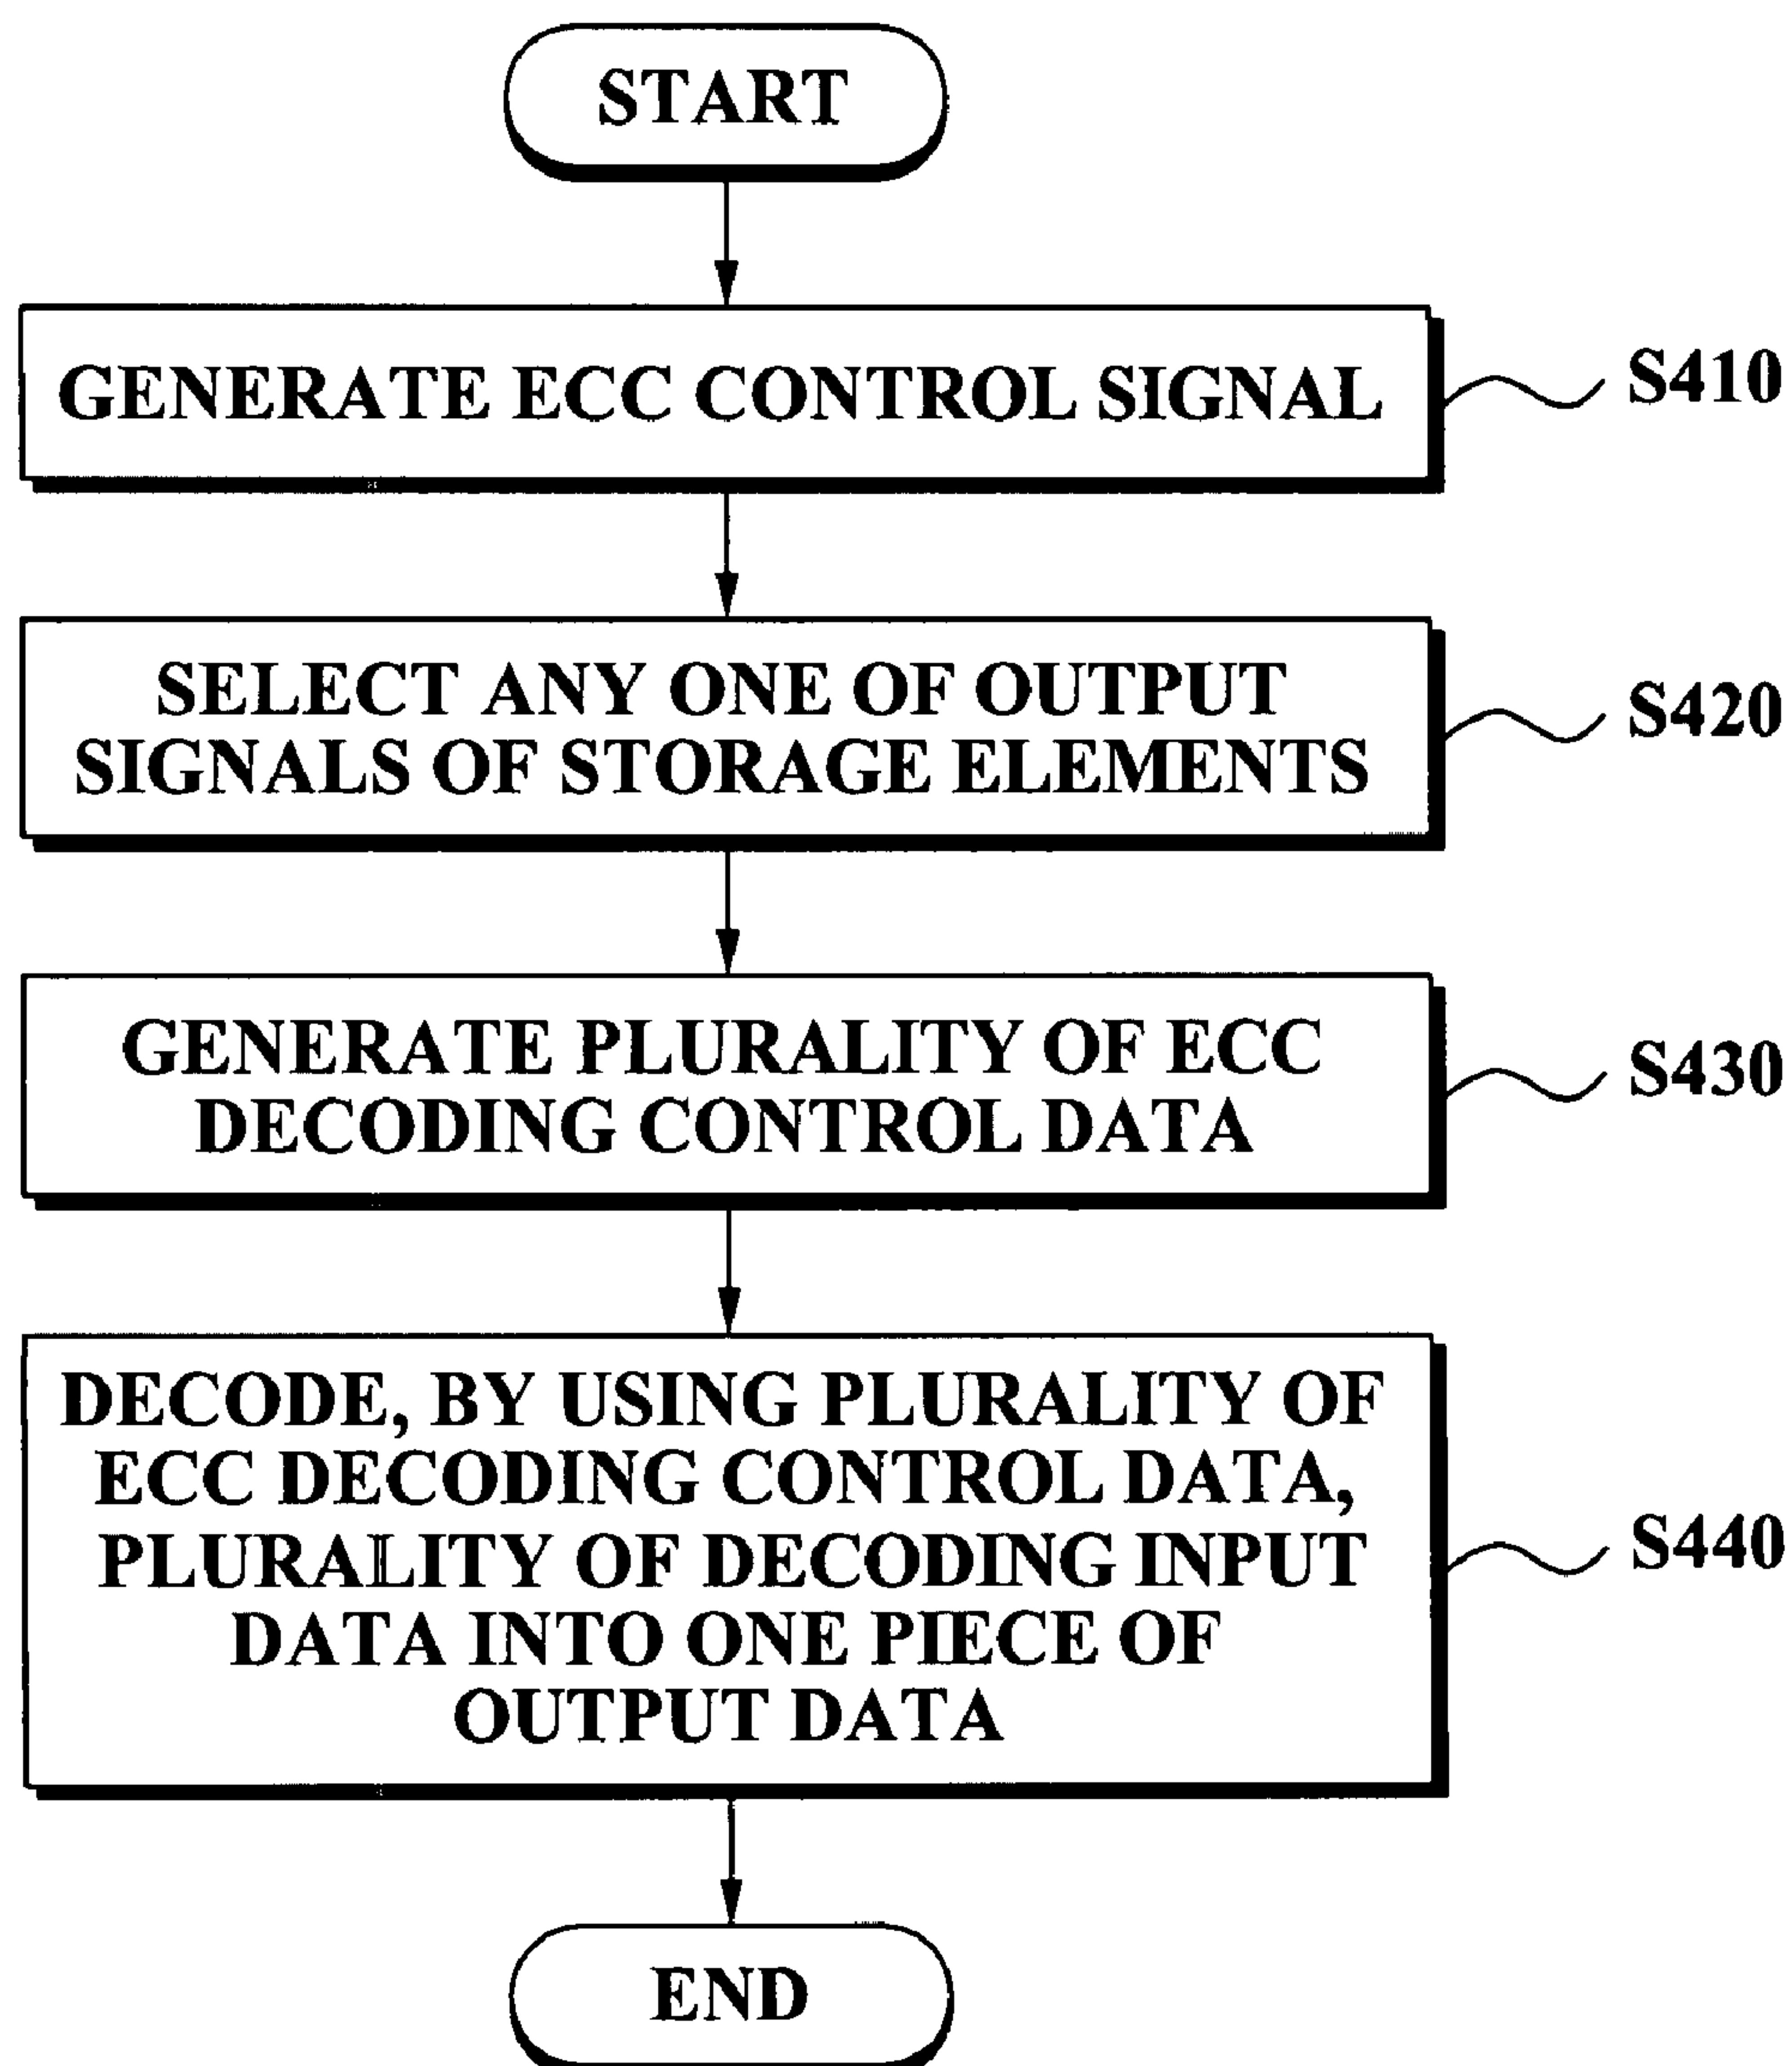 START
GENERATE ECC CONTROL SIGNAL
S410
SELECT ANY ONE OF OUTPUT
SIGNALS OF STORAGE ELEMENTS
S420
GENERATE PLURALITY OF ECC
DECODING CONTROL DATA
S430
DECODE, BY USING PLURALITY OF
ECC DECODING CONTROL DATA,
PLURALITY OF DECODING INPUT
DATA INTO ONE PIECE OF
OUTPUT DATA
S440
END